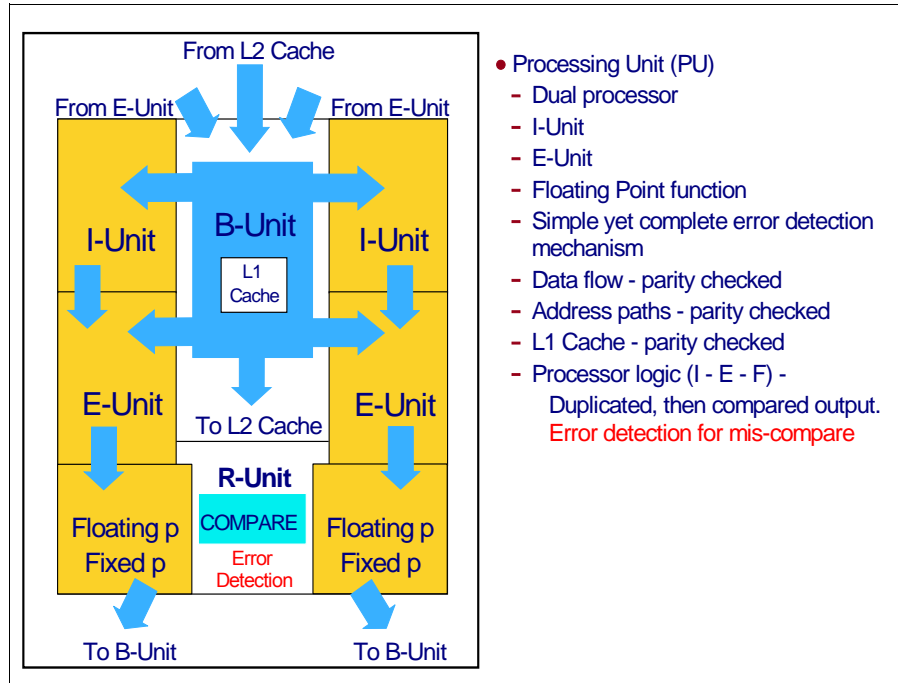 From L2 Cache
From E-Unit
From E-Unit
B-Unit
I-Unit
I-Unit
L1
Cache
E-Unit
E-Unit
To L2 Cache
R-Unit
COMPARE
Error
Detection
Floating p
Fixed p
Floating p
Fixed p
To B-Unit
To B-Unit
• Processing Unit (PU)
- Dual processor
- I-Unit
- E-Unit
- Floating Point function
- Simple yet complete error detection
mechanism
- Data flow - parity checked
- Address paths - parity checked
- L1 Cache - parity checked
- Processor logic (I - E - F) -
Duplicated, then compared output.
Error detection for mis-compare